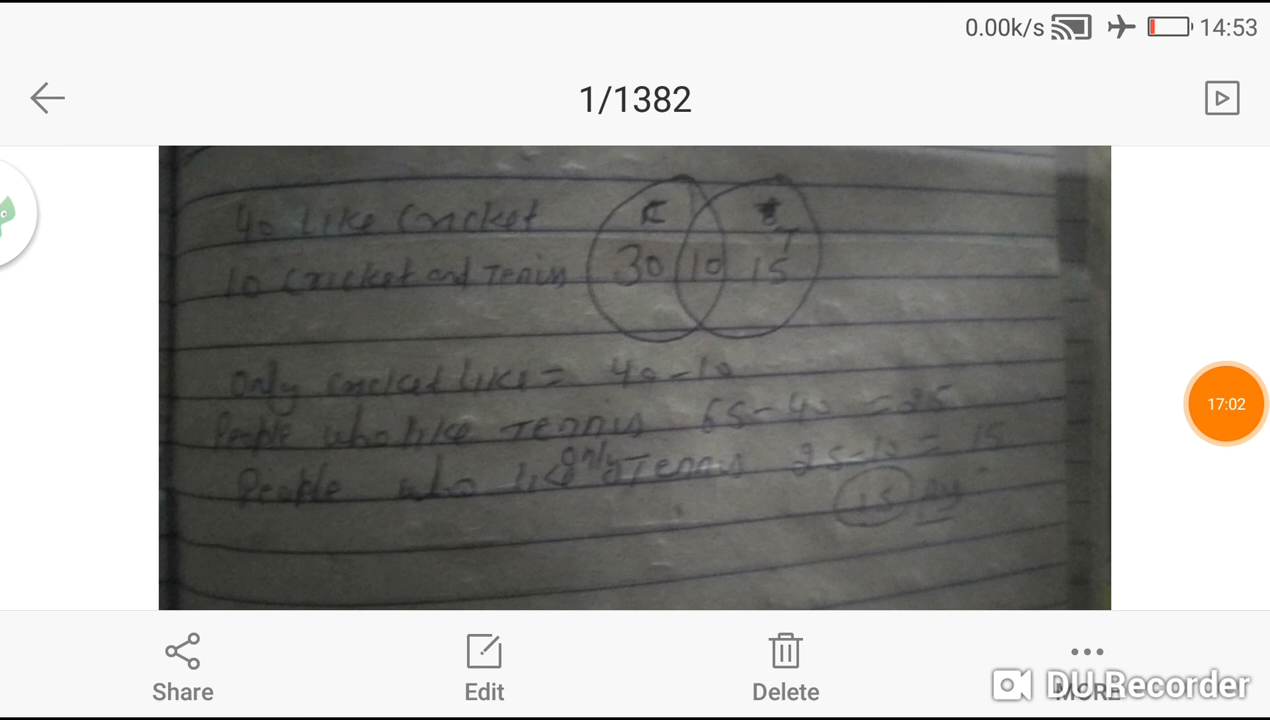 0.00k/s 14:53
1/1382
40 like Cricket
C T
10 Cricket and Tenins 30 10 15
only cricket like = 40-10
People who like Tennis 65-40 = 25
People who like only Tennis 25-10 = 15
15
17:02
Share Edit Delete MORE
DU Recorder